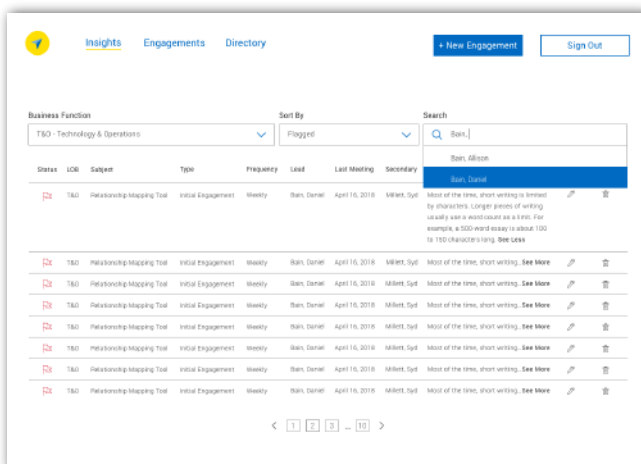 Insights Engagements Directory + New Engagement Sign Out
Business Function Sort By Search
T&O - Technology & Operations Flagged Bain,
Bain, Allison
Status LOB Subject Type Frequency Lead Last Meeting Secondary
Bain, Daniel
T&O Relationship Mapping Tool Initial Engagement Weekly Bain, Daniel April 16, 2018 Millett, Syd Most of the time, short writing is limited
by characters. Longer pieces of writing
usually use a word count as a limit. For
example, a 500-word essay is about 100
to 150 characters long. See Less
T&O Relationship Mapping Tool Initial Engagement Weekly Bain, Daniel April 16, 2018 Millett, Syd Most of the time, short writing...See More
T&O Relationship Mapping Tool Initial Engagement Weekly Bain, Daniel April 16, 2018 Millett, Syd Most of the time, short writing...See More
T&O Relationship Mapping Tool Initial Engagement Weekly Bain, Daniel April 16, 2018 Millett, Syd Most of the time, short writing...See More
T&O Relationship Mapping Tool Initial Engagement Weekly Bain, Daniel April 16, 2018 Millett, Syd Most of the time, short writing...See More
T&O Relationship Mapping Tool Initial Engagement Weekly Bain, Daniel April 16, 2018 Millett, Syd Most of the time, short writing...See More
T&O Relationship Mapping Tool Initial Engagement Weekly Bain, Daniel April 16, 2018 Millett, Syd Most of the time, short writing...See More
T&O Relationship Mapping Tool Initial Engagement Weekly Bain, Daniel April 16, 2018 Millett, Syd Most of the time, short writing...See More
< 1 2 3 ... 10 >